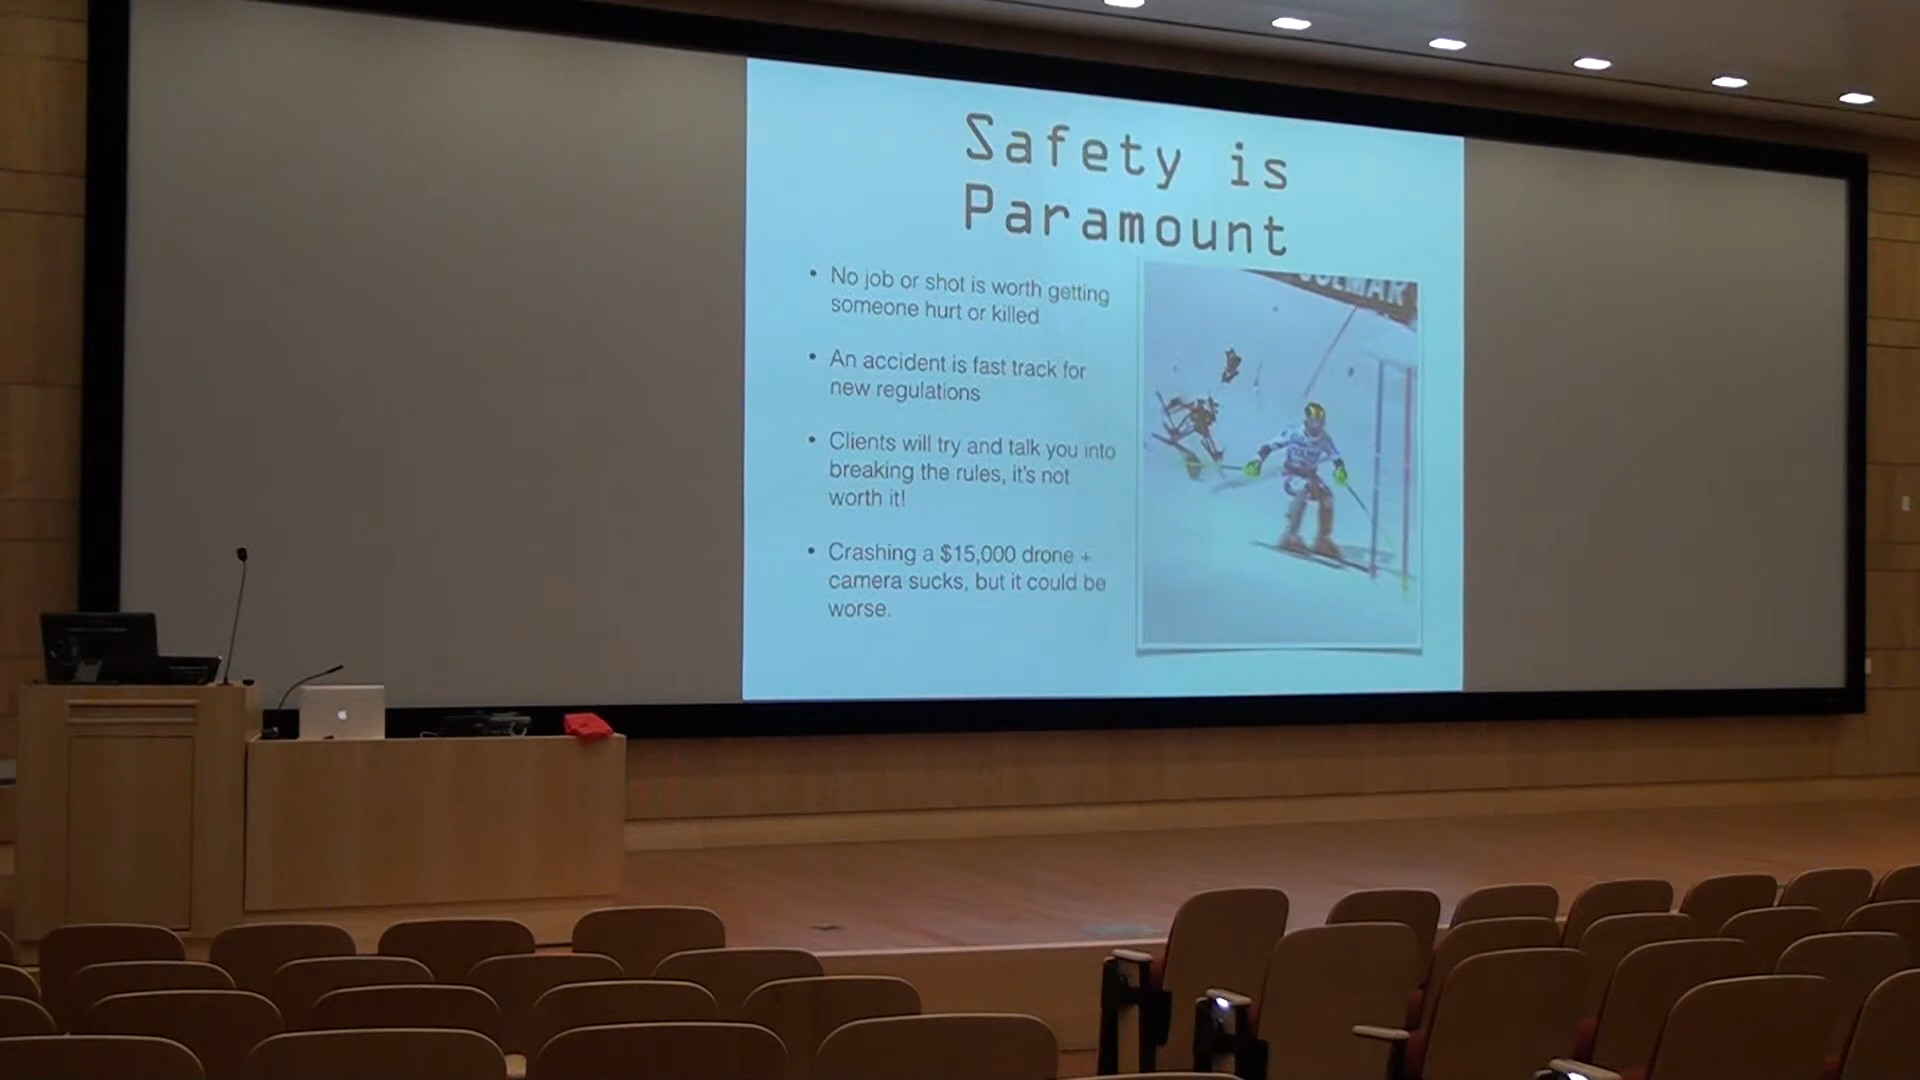 Safety is
Paramount
• No job or shot is worth getting
someone hurt or killed
• An accident is fast track for
new regulations
• Clients will try and talk you into
breaking the rules, it's not
worth it!
• Crashing a $15,000 drone +
camera sucks, but it could be
worse.